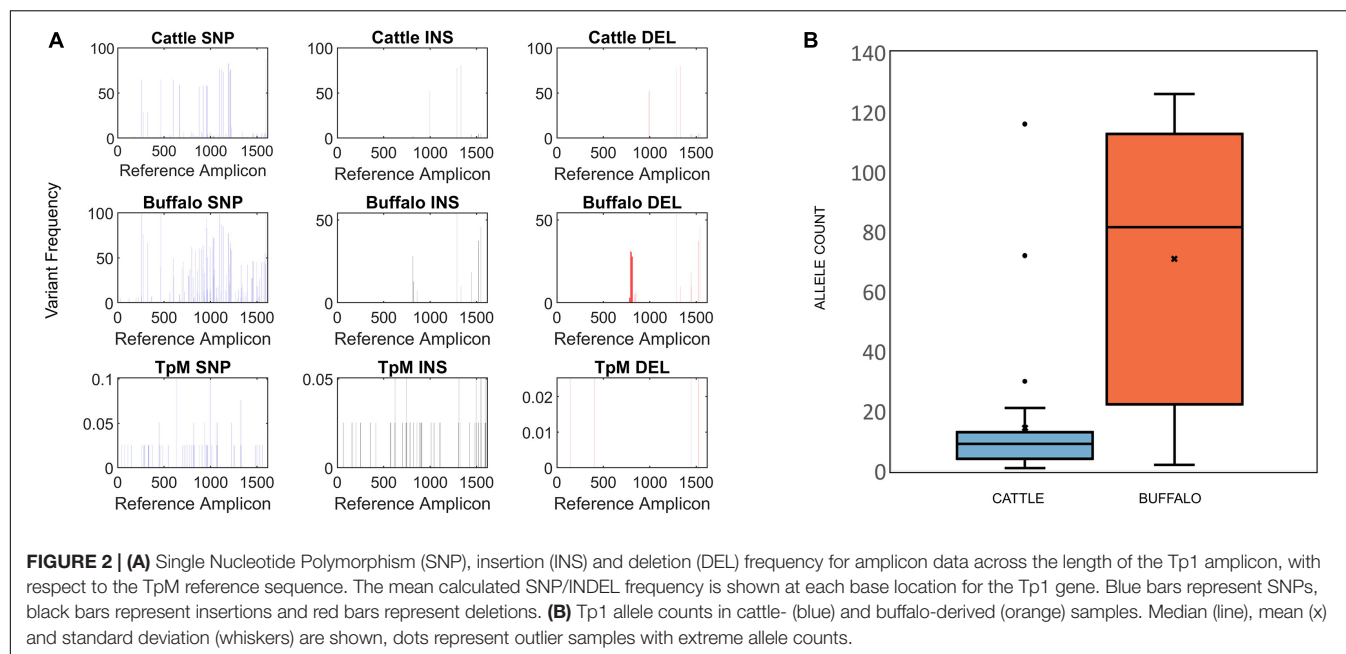 A
Cattle SNP
100
50
0
0 500 1000 1500
Reference Amplicon
Cattle INS
100
50
0
0 500 1000 1500
Reference Amplicon
Cattle DEL
100
50
0
0 500 1000 1500
Reference Amplicon
Variant Frequency
Buffalo SNP
100
50
0
0 500 1000 1500
Reference Amplicon
Buffalo INS
50
0
0 500 1000 1500
Reference Amplicon
Buffalo DEL
50
0
0 500 1000 1500
Reference Amplicon
TpM SNP
0.1
0.05
0
0 500 1000 1500
Reference Amplicon
TpM INS
0.05
0
0 500 1000 1500
Reference Amplicon
TpM DEL
0.02
0.01
0
0 500 1000 1500
Reference Amplicon
B
ALLELE COUNT
140
120
100
80
60
40
20
0
CATTLE BUFFALO
FIGURE 2 | (A) Single Nucleotide Polymorphism (SNP), insertion (INS) and deletion (DEL) frequency for amplicon data across the length of the Tp1 amplicon, with
respect to the TpM reference sequence. The mean calculated SNP/INDEL frequency is shown at each base location for the Tp1 gene. Blue bars represent SNPs,
black bars represent insertions and red bars represent deletions. (B) Tp1 allele counts in cattle- (blue) and buffalo-derived (orange) samples. Median (line), mean (x)
and standard deviation (whiskers) are shown, dots represent outlier samples with extreme allele counts.